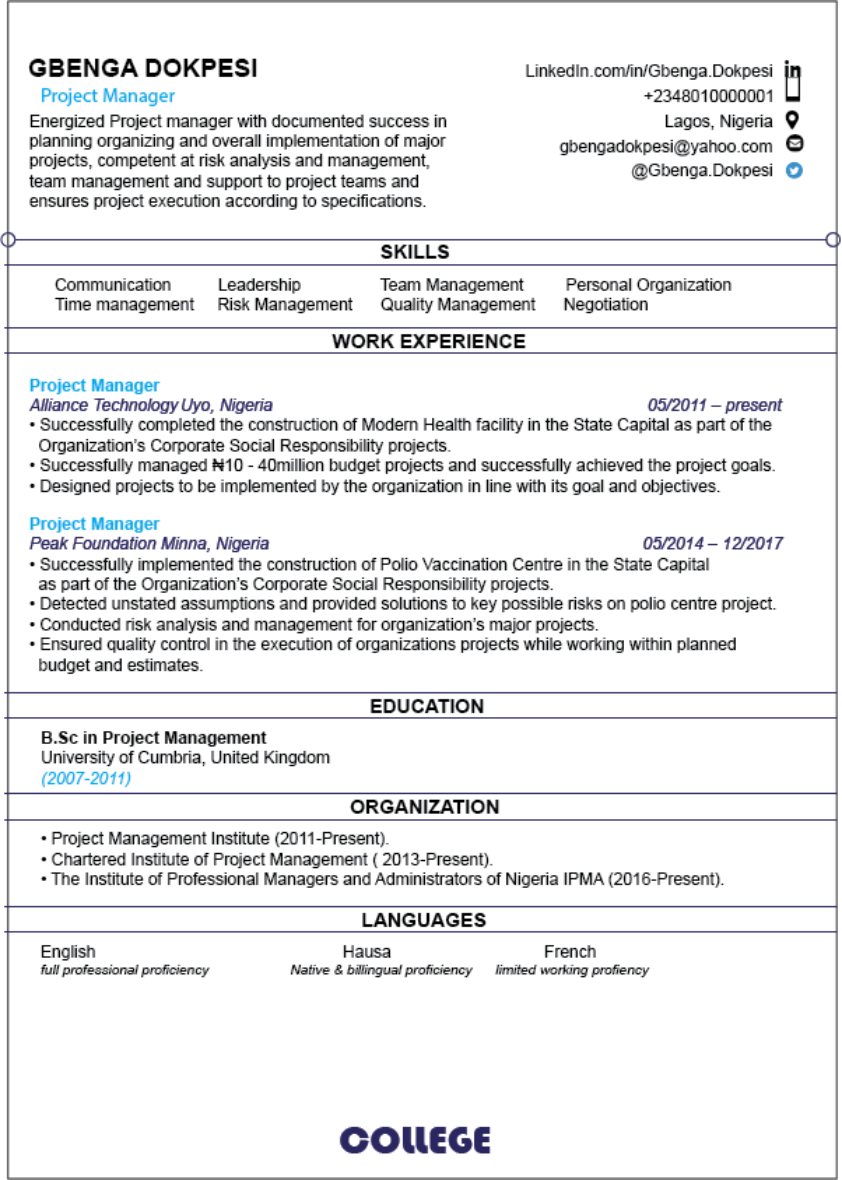 GBENGA DOKPESI
Project Manager
Energized Project manager with documented success in
planning organizing and overall implementation of major
projects, competent at risk analysis and management,
team management and support to project teams and
ensures project execution according to specifications.
LinkedIn.com/in/Gbenga.Dokpesi in
+2348010000001
Lagos, Nigeria
gbengadokpesi@yahoo.com
@Gbenga.Dokpesi
SKILLS
Communication Leadership Team Management Personal Organization
Time management Risk Management Quality Management Negotiation
WORK EXPERIENCE
Project Manager
Alliance Technology Uyo, Nigeria 05/2011 – present
• Successfully completed the construction of Modern Health facility in the State Capital as part of the
Organization's Corporate Social Responsibility projects.
• Successfully managed ₦10 - 40million budget projects and successfully achieved the project goals.
• Designed projects to be implemented by the organization in line with its goal and objectives.
Project Manager
Peak Foundation Minna, Nigeria 05/2014 – 12/2017
• Successfully implemented the construction of Polio Vaccination Centre in the State Capital
as part of the Organization's Corporate Social Responsibility projects.
• Detected unstated assumptions and provided solutions to key possible risks on polio centre project.
• Conducted risk analysis and management for organization's major projects.
• Ensured quality control in the execution of organizations projects while working within planned
budget and estimates.
EDUCATION
B.Sc in Project Management
University of Cumbria, United Kingdom
(2007-2011)
ORGANIZATION
• Project Management Institute (2011-Present).
• Chartered Institute of Project Management ( 2013-Present).
• The Institute of Professional Managers and Administrators of Nigeria IPMA (2016-Present).
LANGUAGES
English Hausa French
full professional proficiency Native & billingual proficiency limited working profiency
COLLEGE